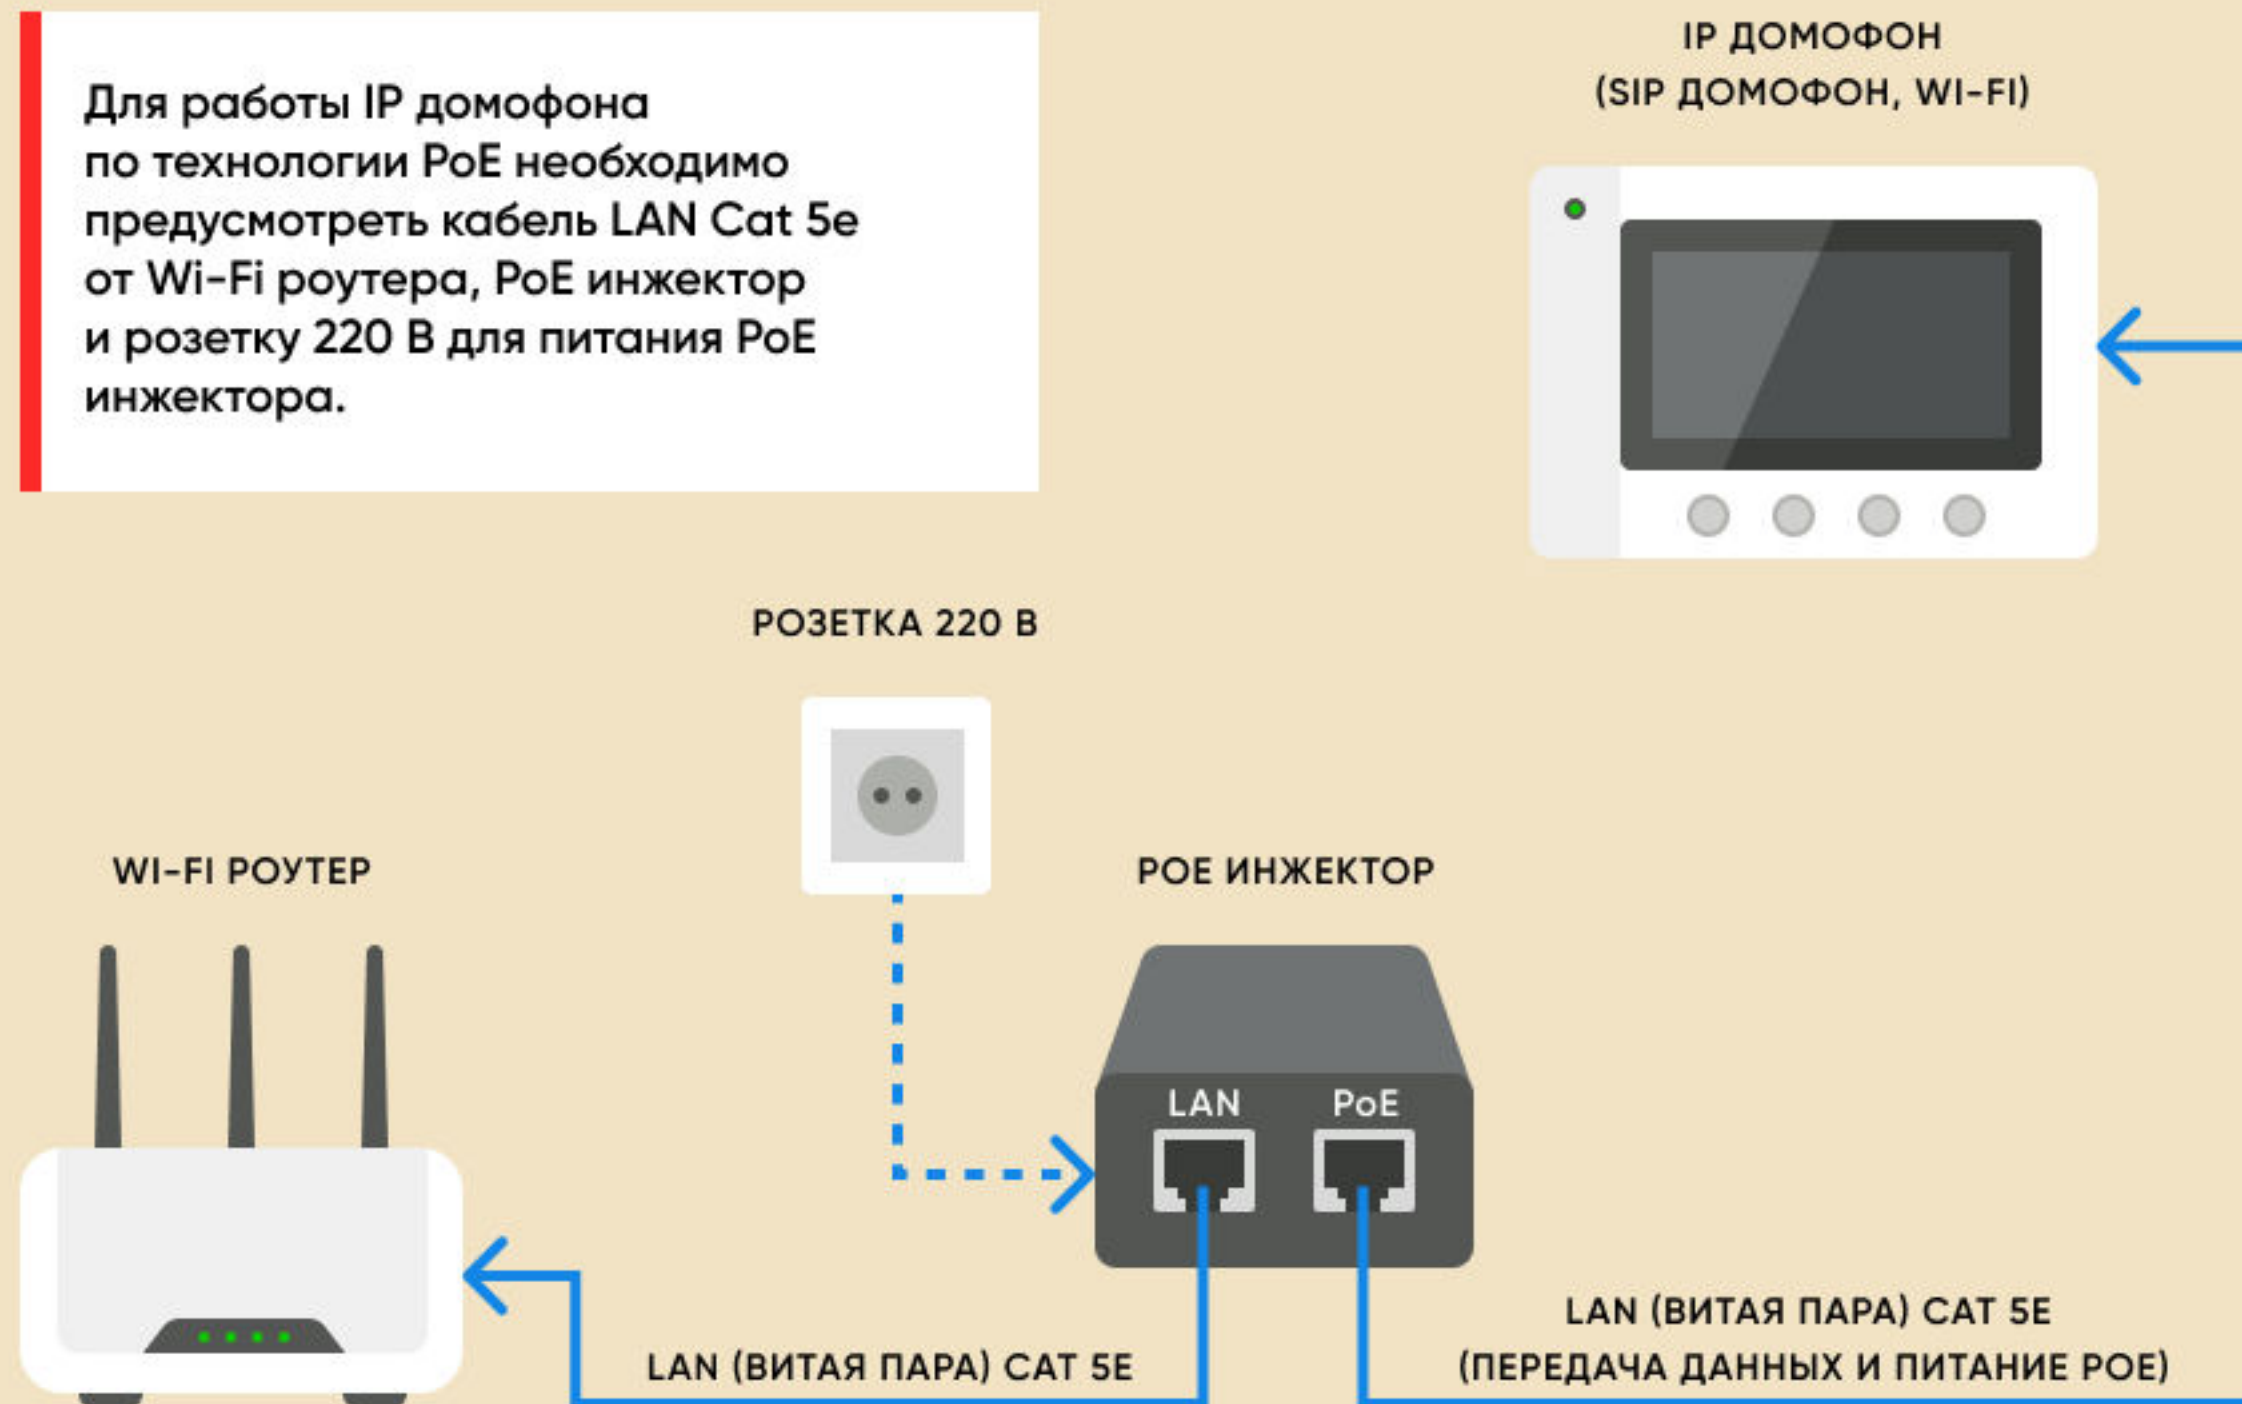 Для работы IP домофона
по технологии PoE необходимо
предусмотреть кабель LAN Cat 5e
от Wi-Fi роутера, PoE инжектор
и розетку 220 В для питания PoE
инжектора.
IP ДОМОФОН
(SIP ДОМОФОН, WI-FI)
РОЗЕТКА 220 В
WI-FI РОУТЕР
POE ИНЖЕКТОР
LAN
PoE
LAN (ВИТАЯ ПАРА) CAT 5E
LAN (ВИТАЯ ПАРА) CAT 5E
(ПЕРЕДАЧА ДАННЫХ И ПИТАНИЕ POE)